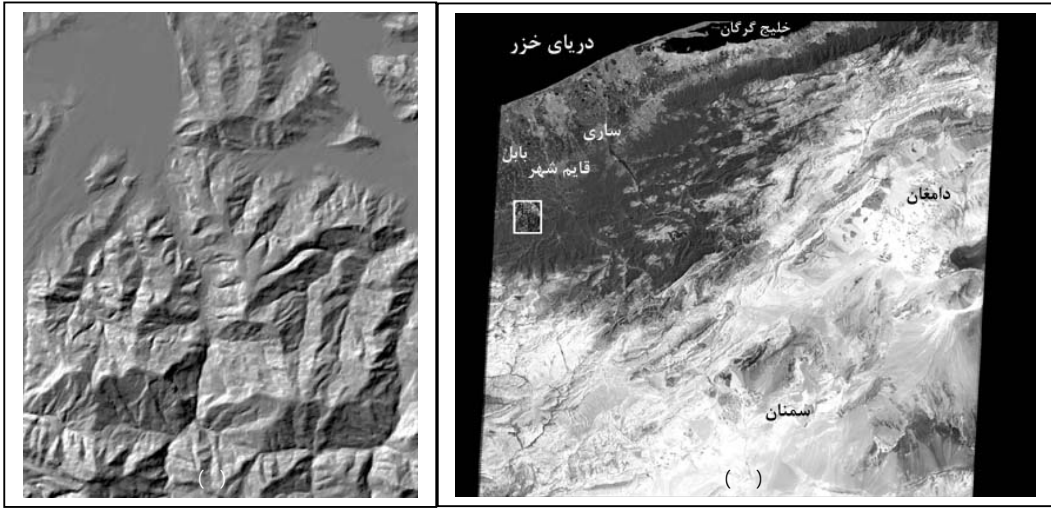 خلیج گرگان
دریای خزر
ساری
بابل
قایم شهر
دامغان
سمنان
( )
( )